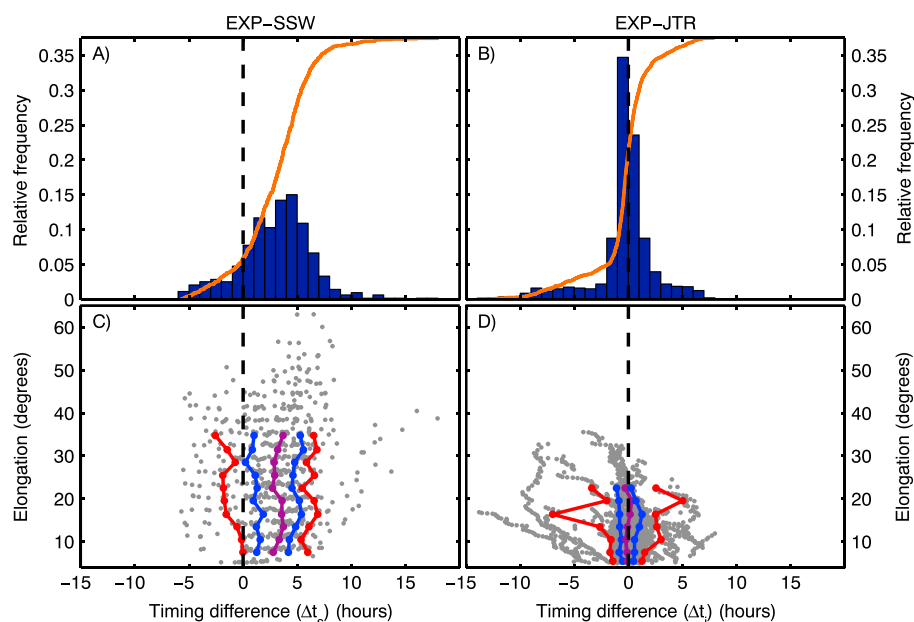 EXP−SSW
EXP−JTR
A)
B)
0.35
0.3
0.25
0.2
0.15
0.1
0.05
0
Relative frequency
0.35
0.3
0.25
0.2
0.15
0.1
0.05
0
Relative frequency
C)
D)
60
50
40
30
20
10
Elongation (degrees)
60
50
40
30
20
10
Elongation (degrees)
−15 −10 −5 0 5 10 15
−15 −10 −5 0 5 10 15 20
Timing difference (Δt) (hours)
Timing difference (Δt) (hours)